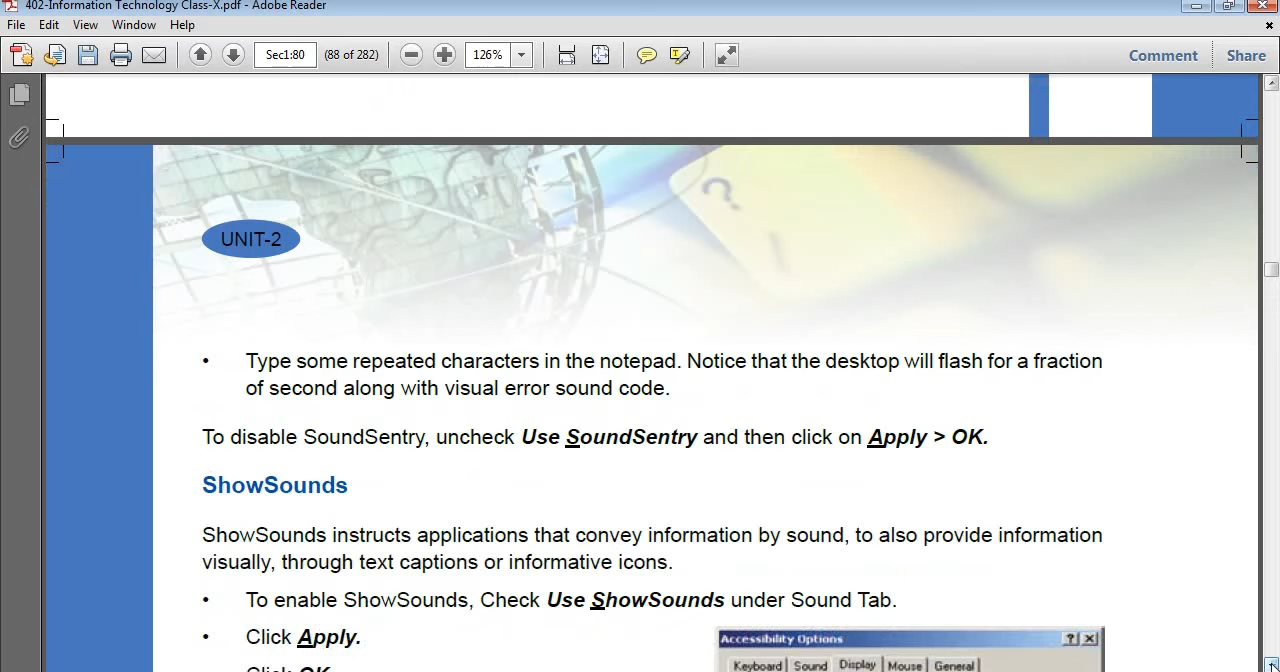 402-Information Technology Class-X.pdf - Adobe Reader
File Edit View Window Help
Sec1:80 (88 of 282) 126% Comment Share
UNIT-2
• Type some repeated characters in the notepad. Notice that the desktop will flash for a fraction
of second along with visual error sound code.
To disable SoundSentry, uncheck Use SoundSentry and then click on Apply > OK.
ShowSounds
ShowSounds instructs applications that convey information by sound, to also provide information
visually, through text captions or informative icons.
• To enable ShowSounds, Check Use ShowSounds under Sound Tab.
• Click Apply.
Click OK
Accessibility Options
Keyboard Sound Display Mouse General